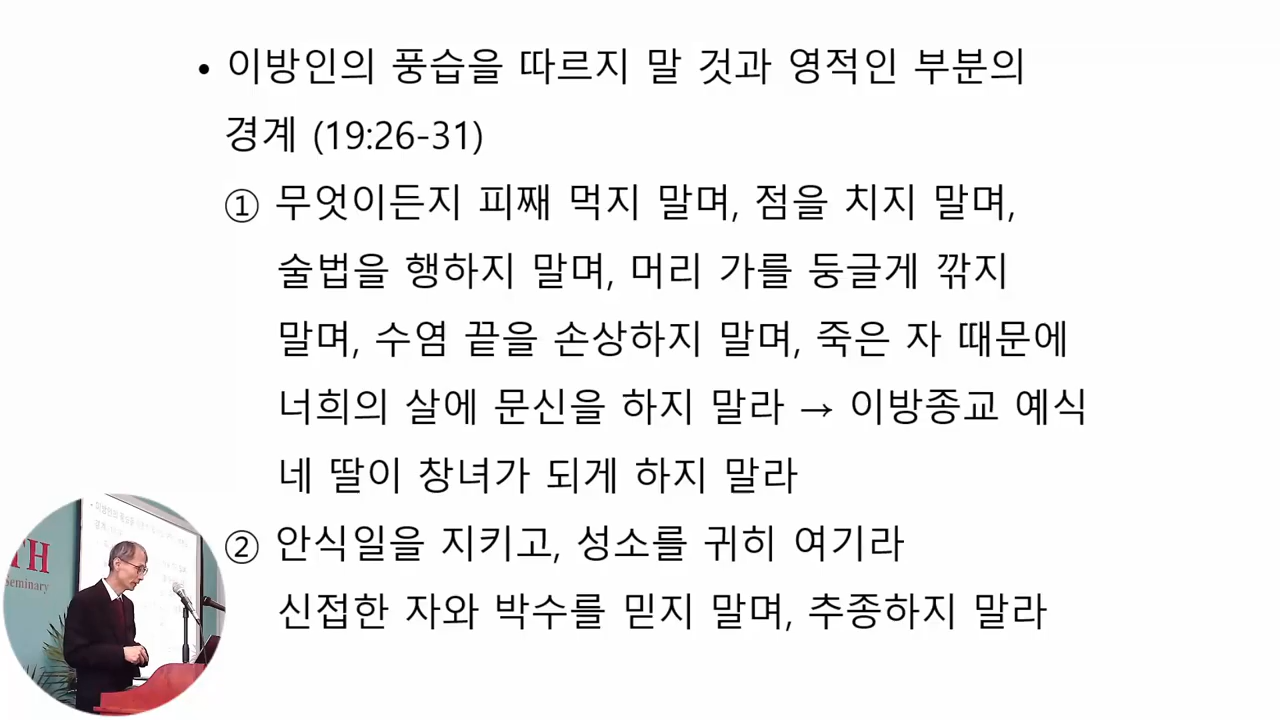 • 이방인의 풍습을 따르지 말 것과 영적인 부분의
경계 (19:26-31)
① 무엇이든지 피째 먹지 말며, 점을 치지 말며,
술법을 행하지 말며, 머리 가를 둥글게 깎지
말며, 수염 끝을 손상하지 말며, 죽은 자 때문에
너희의 살에 문신을 하지 말라 → 이방종교 예식
네 딸이 창녀가 되게 하지 말라
② 안식일을 지키고, 성소를 귀히 여기라
신접한 자와 박수를 믿지 말며, 추종하지 말라
TH
Seminary